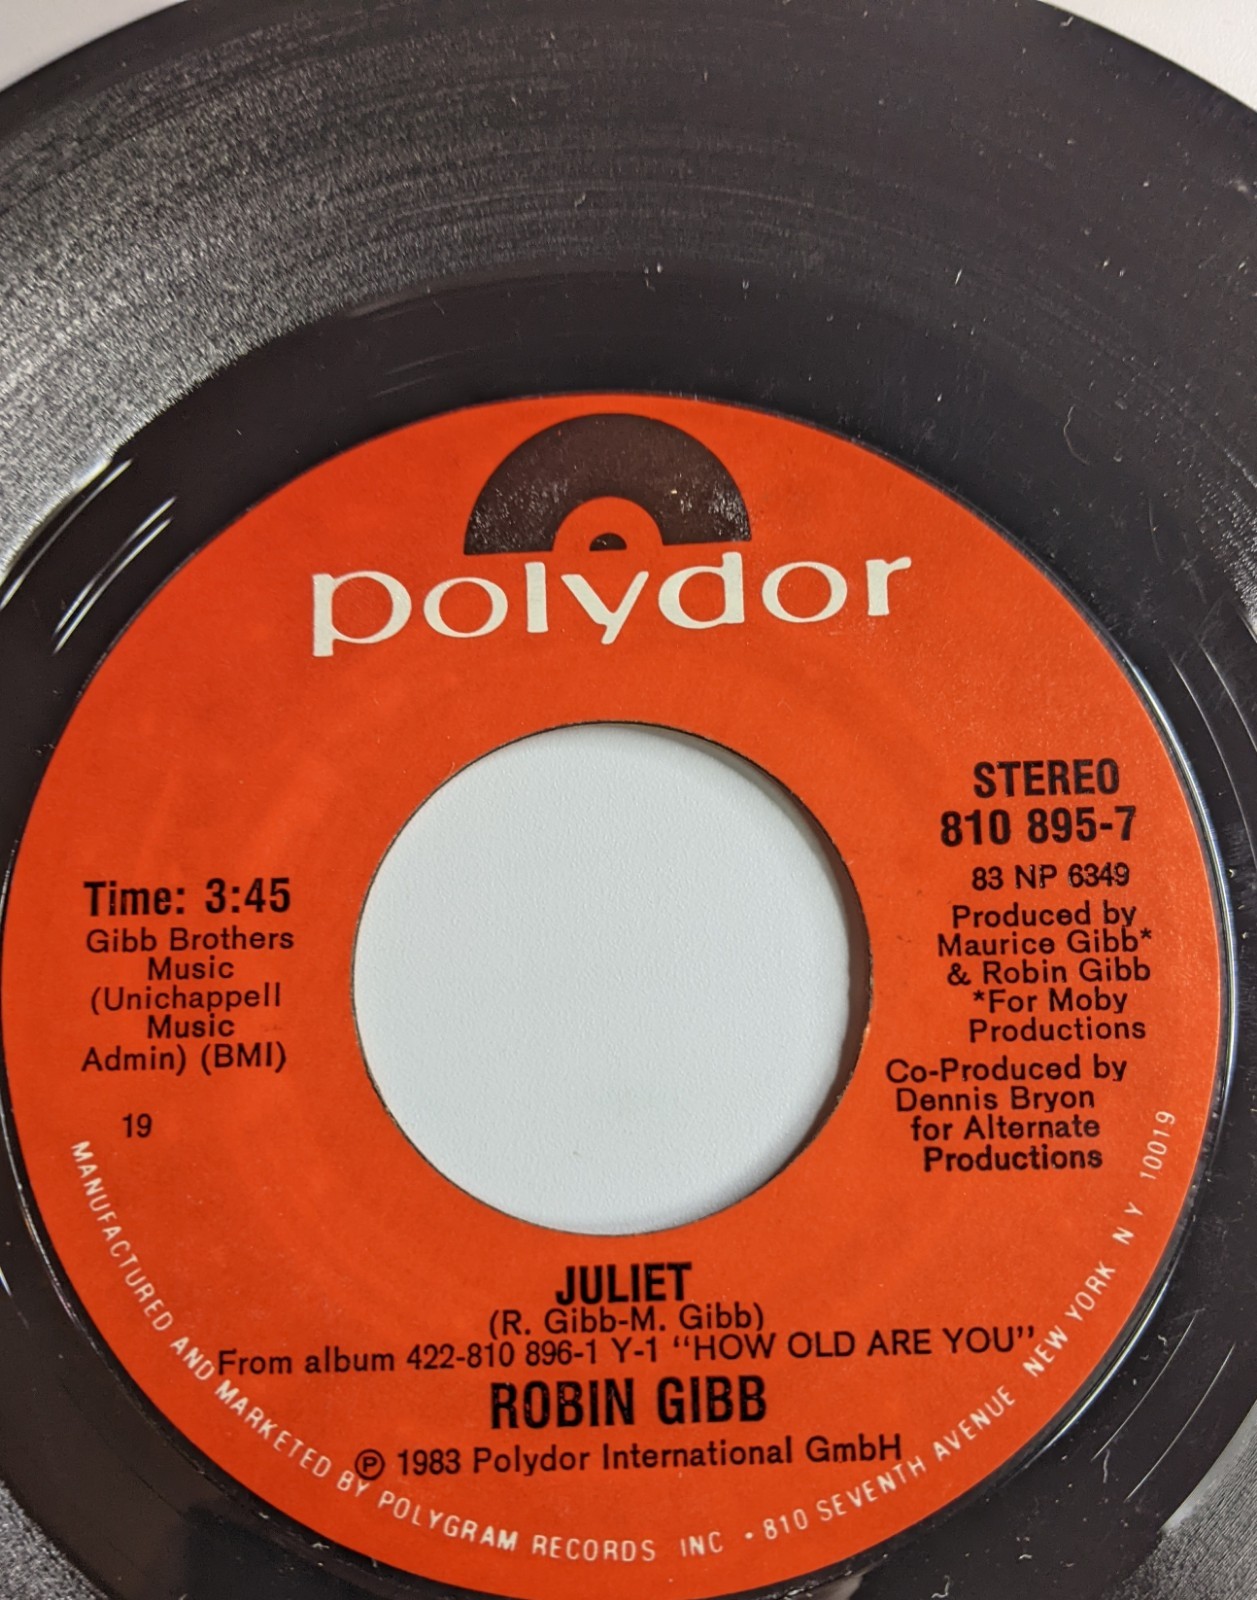 polydor
STEREO
810 895-7
83 NP 6349
Produced by
Maurice Gibb*
& Robin Gibb
*For Moby
Productions
Co-Produced by
Dennis Bryon
for Alternate
Productions
Time: 3:45
Gibb Brothers
Music
(Unichappell
Music
Admin) (BMI)
19
JULIET
(R. Gibb-M. Gibb)
From album 422-810 896-1 Y-1 "HOW OLD ARE YOU"
ROBIN GIBB
℗ 1983 Polydor International GmbH
MANUFACTURED AND MARKETED BY POLYGRAM RECORDS INC • 810 SEVENTH AVENUE NEW YORK N Y 10019